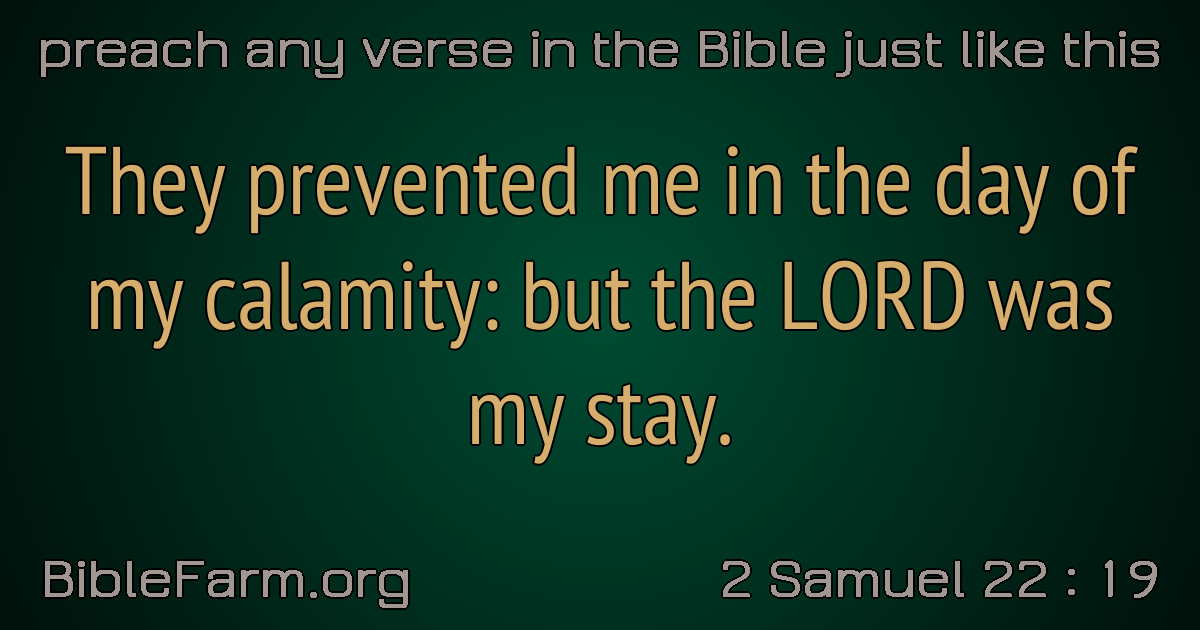 preach any verse in the Bible just like this
They prevented me in the day of
my calamity: but the LORD was
my stay.
BibleFarm.org
2 Samuel 22 : 19